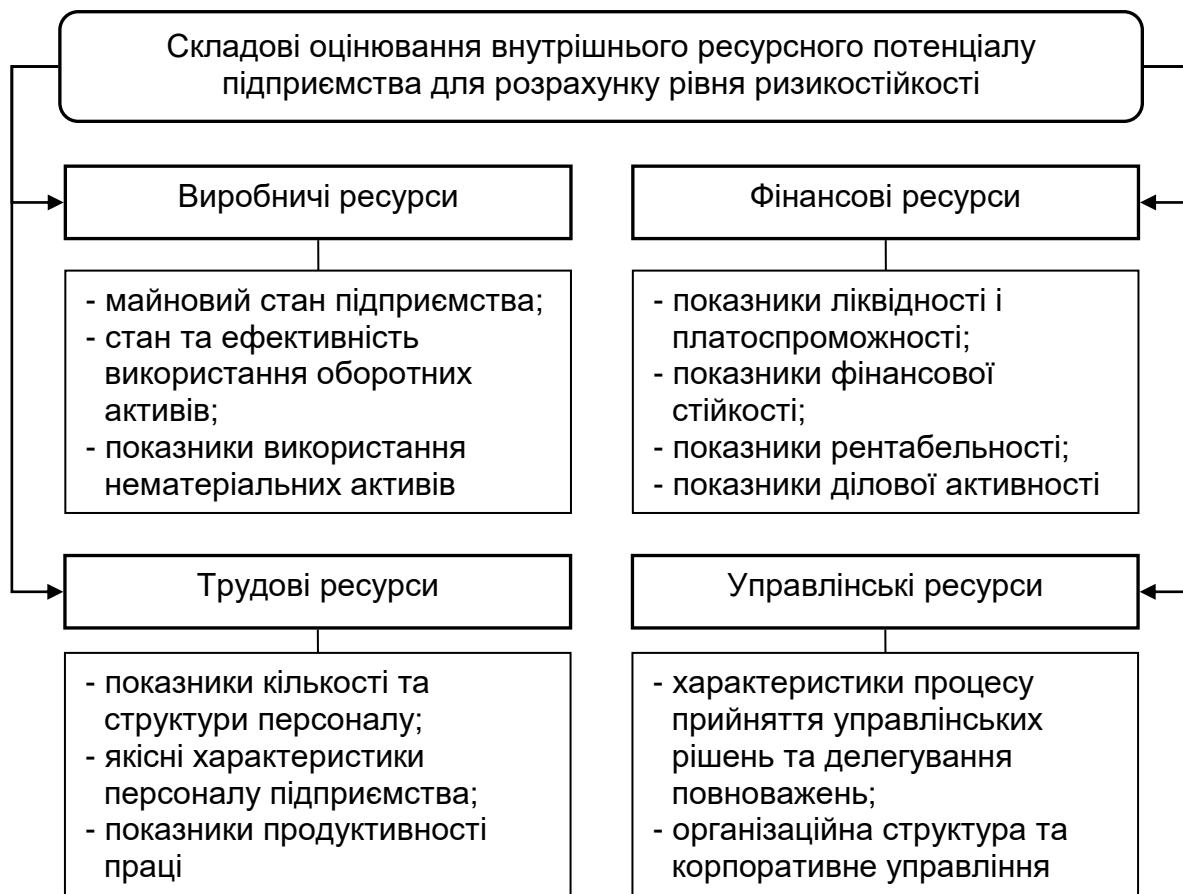 Складові оцінювання внутрішнього ресурсного потенціалу
підприємства для розрахунку рівня ризикостійкості
Виробничі ресурси
- майновий стан підприємства;
- стан та ефективність
використання оборотних
активів;
- показники використання
нематеріальних активів
Фінансові ресурси
- показники ліквідності і
платоспроможності;
- показники фінансової
стійкості;
- показники рентабельності;
- показники ділової активності
Трудові ресурси
- показники кількості та
структури персоналу;
- якісні характеристики
персоналу підприємства;
- показники продуктивності
праці
Управлінські ресурси
- характеристики процесу
прийняття управлінських
рішень та делегування
повноважень;
- організаційна структура та
корпоративне управління